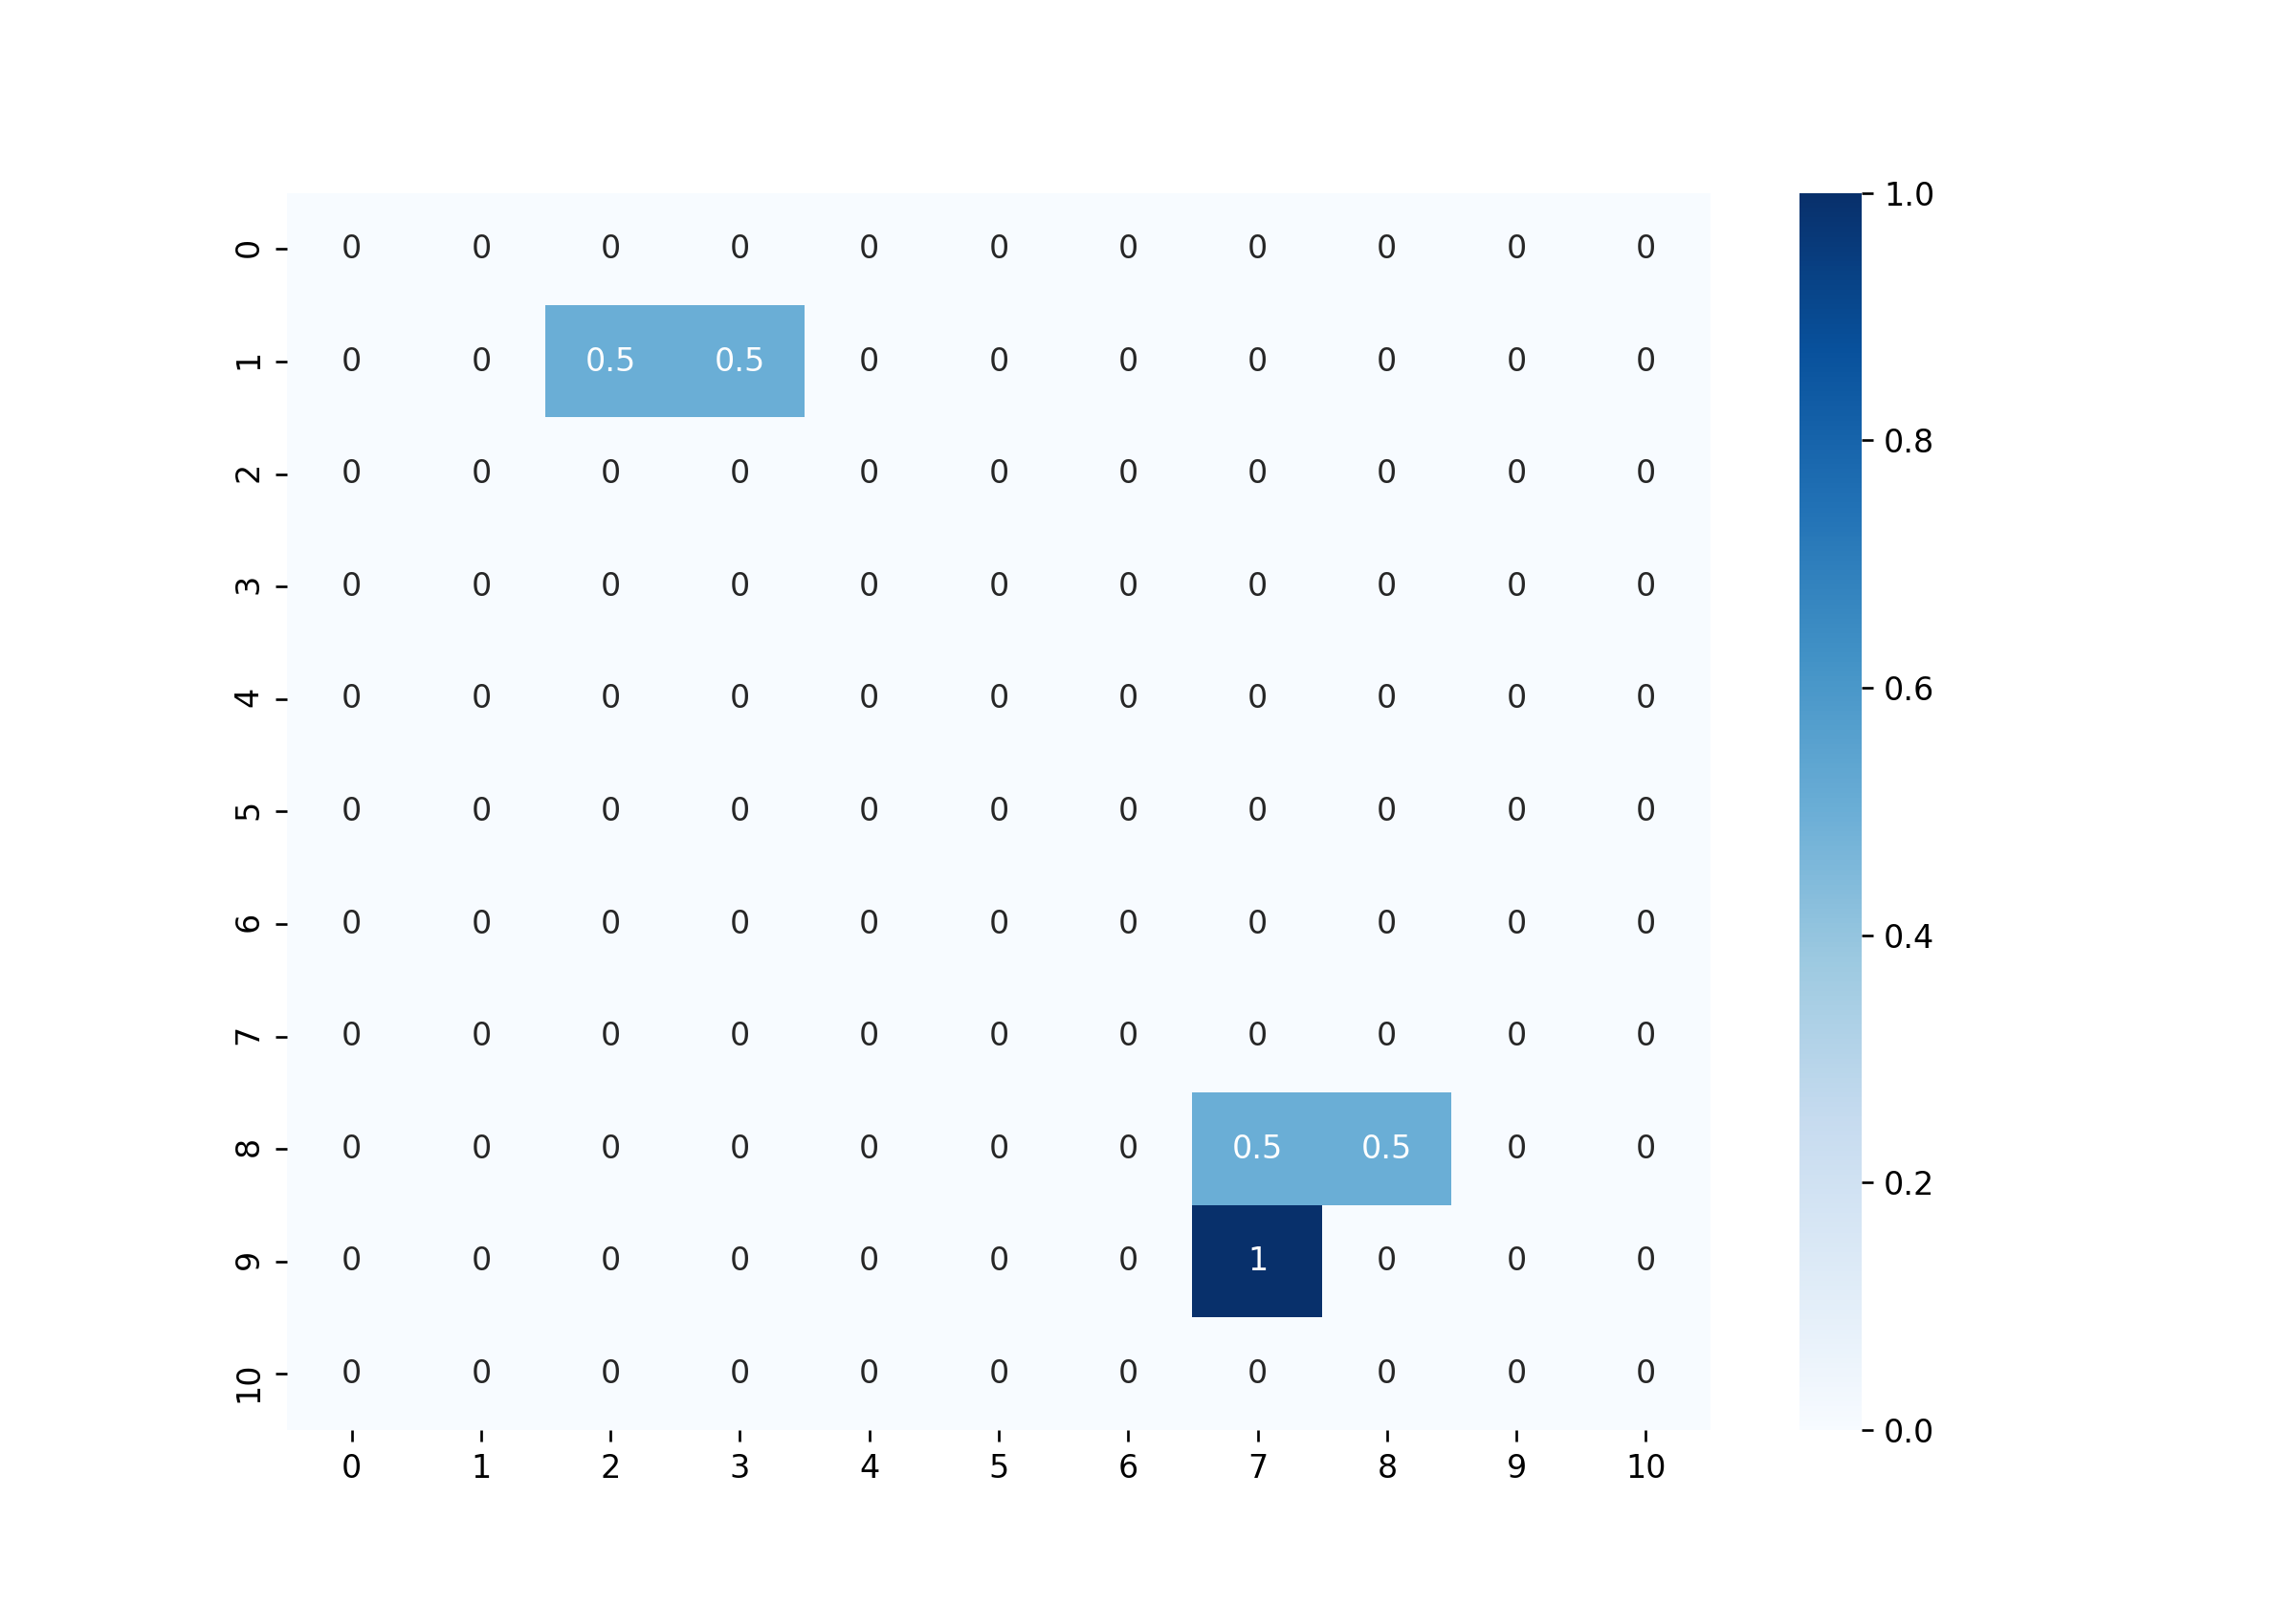 1.0
0 0 0 0 0 0 0 0 0 0 0 0
1 0 0 0.5 0.5 0 0 0 0 0 0 0
0.8
2 0 0 0 0 0 0 0 0 0 0 0
3 0 0 0 0 0 0 0 0 0 0 0
0.6
4 0 0 0 0 0 0 0 0 0 0 0
5 0 0 0 0 0 0 0 0 0 0 0
6 0 0 0 0 0 0 0 0 0 0 0
0.4
7 0 0 0 0 0 0 0 0 0 0 0
8 0 0 0 0 0 0 0 0.5 0.5 0 0
0.2
9 0 0 0 0 0 0 0 1 0 0 0
10 0 0 0 0 0 0 0 0 0 0 0
0.0
0 1 2 3 4 5 6 7 8 9 10